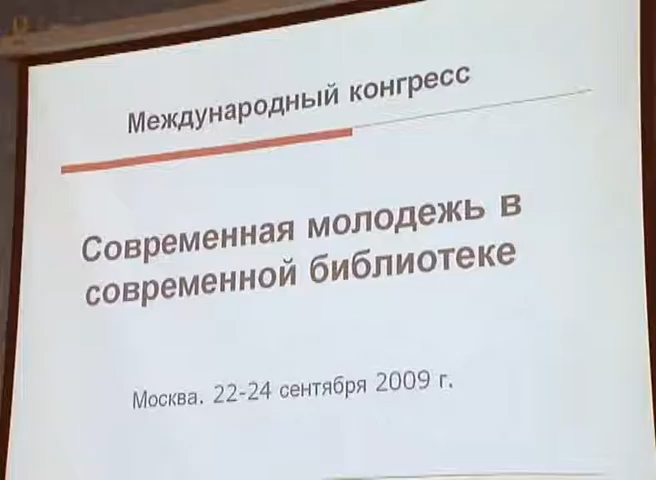 Международный конгресс
Современная молодежь в
современной библиотеке
Москва. 22-24 сентября 2009 г.